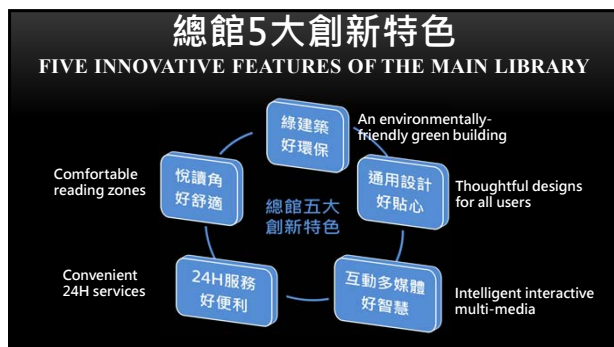 總館5大創新特色
FIVE INNOVATIVE FEATURES OF THE MAIN LIBRARY
綠建築
好環保
An environmentally-
friendly green building
通用設計
好貼心
Thoughtful designs
for all users
互動多媒體
好智慧
Intelligent interactive
multi-media
24H服務
好便利
Convenient
24H services
悅讀角
好舒適
Comfortable
reading zones
總館五大
創新特色